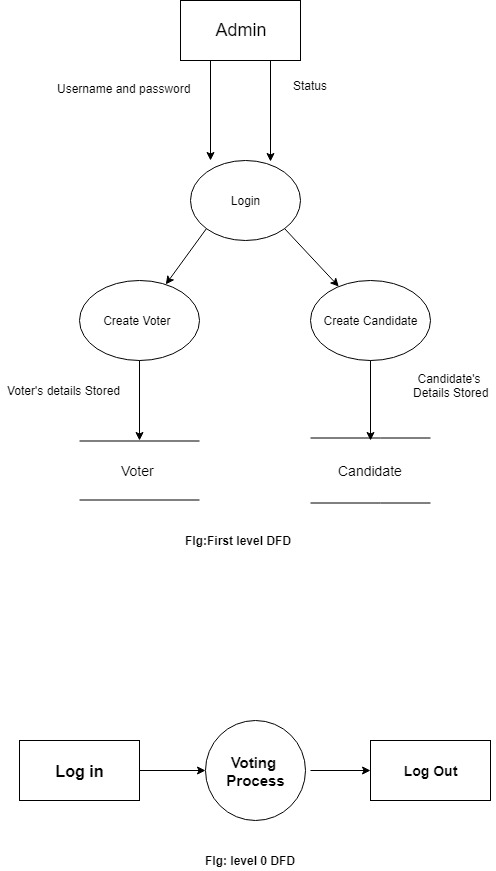 Admin
Username and password
Status
Login
Create Voter
Create Candidate
Voter's details Stored
Candidate's
Details Stored
Voter
Candidate
FIg:First level DFD
Log in
Voting
Process
Log Out
FIg: level 0 DFD